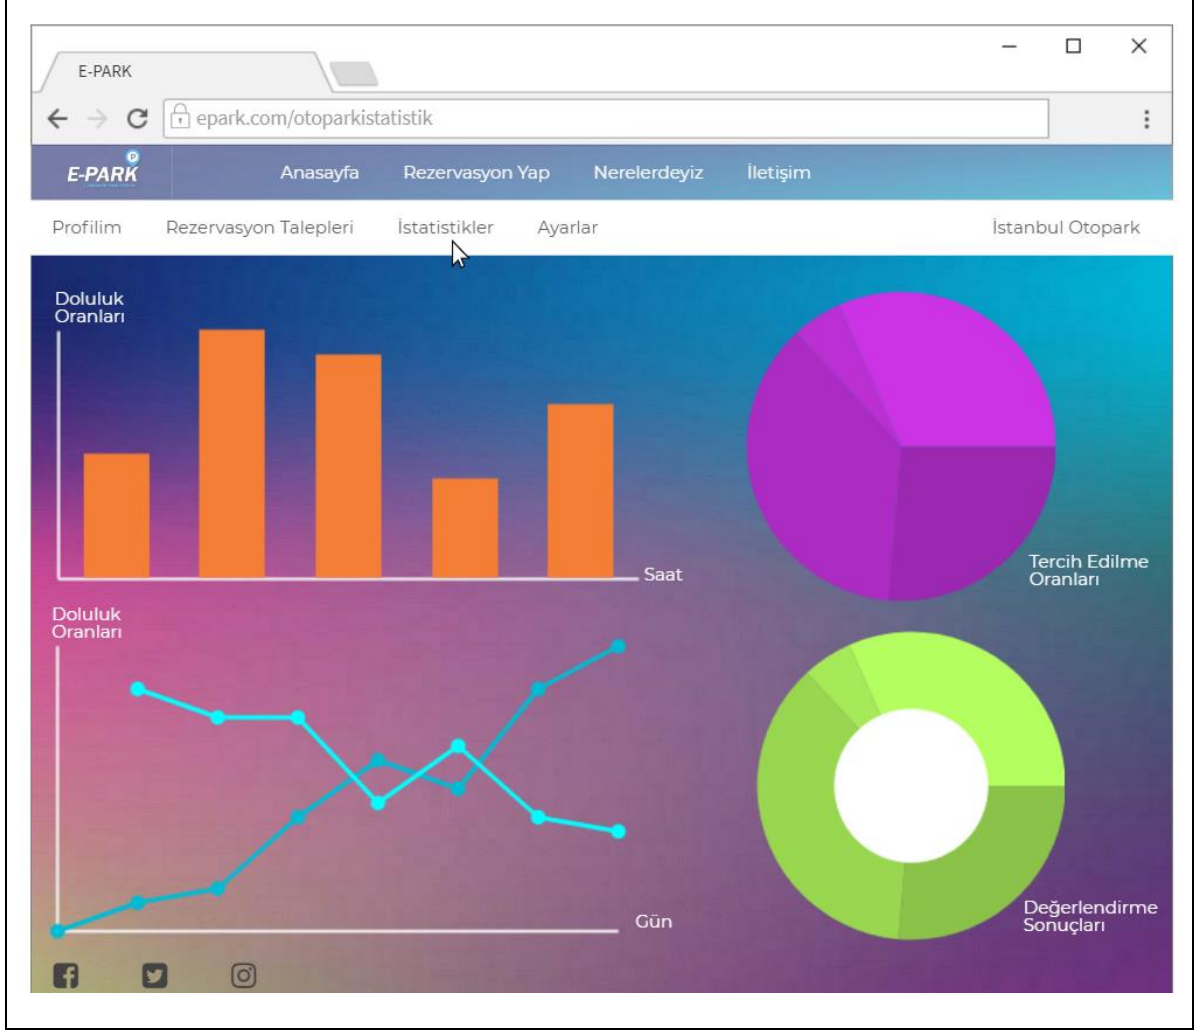 E-PARK
epark.com/otoparkistatistik
P
E-PARK
Anasayfa Rezervasyon Yap Nerelerdeyiz İletişim
Profilim Rezervasyon Talepleri İstatistikler Ayarlar İstanbul Otopark
Doluluk
Oranları
Saat
Tercih Edilme
Oranları
Doluluk
Oranları
Gün
Değerlendirme
Sonuçları